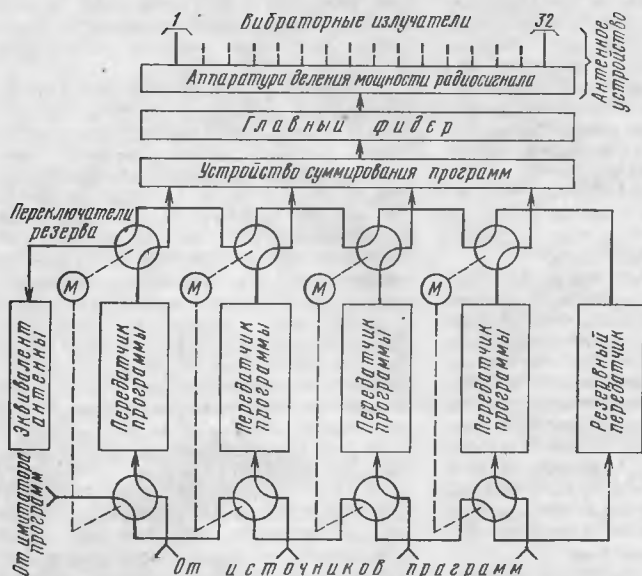 1 Вибраторные излучатели 32
Аппаратура деления мощности радиосигнала
Антенное
устройство
Главный фидер
Устройство суммирования программ
Переключатели
резерва
М
М
М
М
Эквивалент
антенны
Передатчик
программы
Передатчик
программы
Передатчик
программы
Передатчик
программы
Резервный
передатчик
От имитатора
программ
От источников праграмм